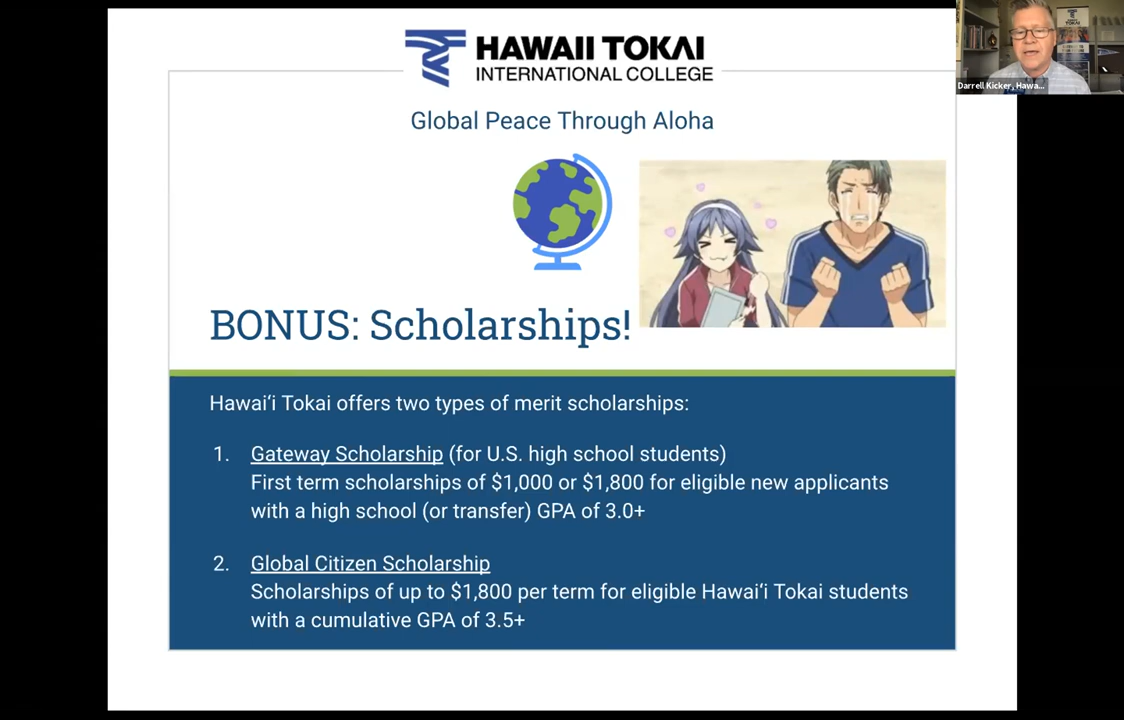 HAWAII TOKAI
INTERNATIONAL COLLEGE
Darrell Kicker, Hawa...
Global Peace Through Aloha
BONUS: Scholarships!
Hawaiʻi Tokai offers two types of merit scholarships:
1. Gateway Scholarship (for U.S. high school students)
First term scholarships of $1,000 or $1,800 for eligible new applicants
with a high school (or transfer) GPA of 3.0+
2. Global Citizen Scholarship
Scholarships of up to $1,800 per term for eligible Hawaiʻi Tokai students
with a cumulative GPA of 3.5+